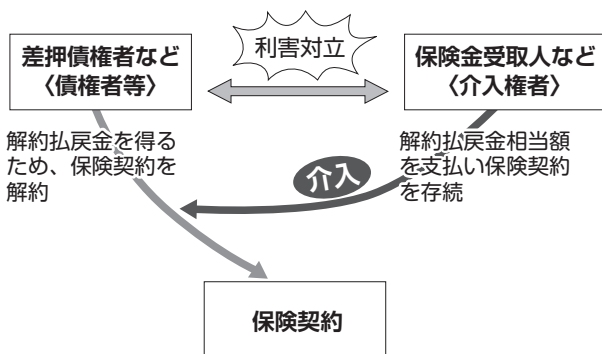 差押債権者など
〈債権者等〉
利害対立
保険金受取人など
〈介入権者〉
解約払戻金を得る
ため、保険契約を
解約
介入
解約払戻金相当額
を支払い保険契約
を存続
保険契約